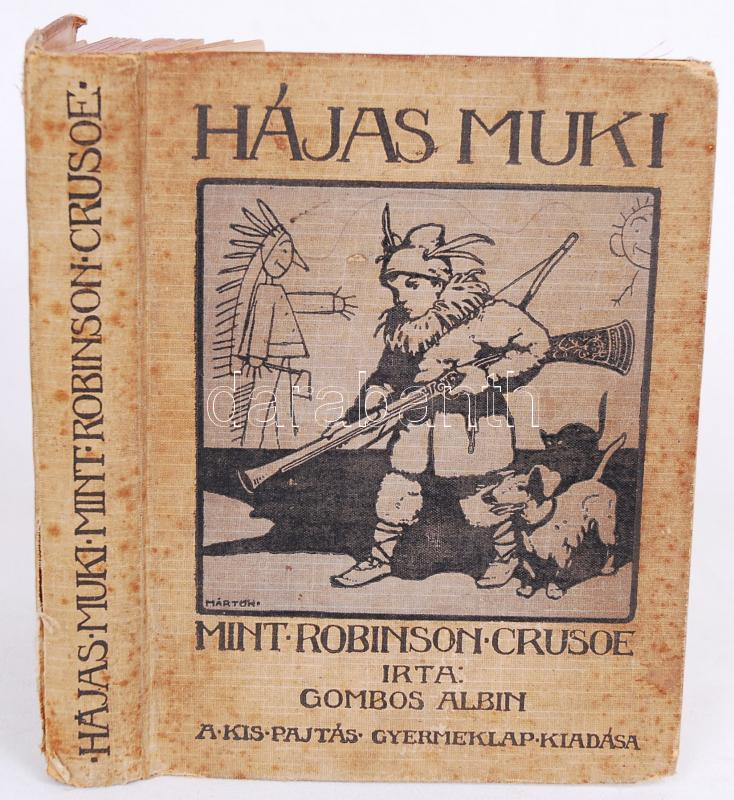 ·HÁJAS·MUKI·MINT·ROBINSON·CRUSOE·
HÁJAS MUKI
darabanth
MÁRTON·
MINT·ROBINSON·CRUSOE
IRTA:
GOMBOS ALBIN
A·KIS·PAJTÁS·GYERMEKLAP·KIADÁSA